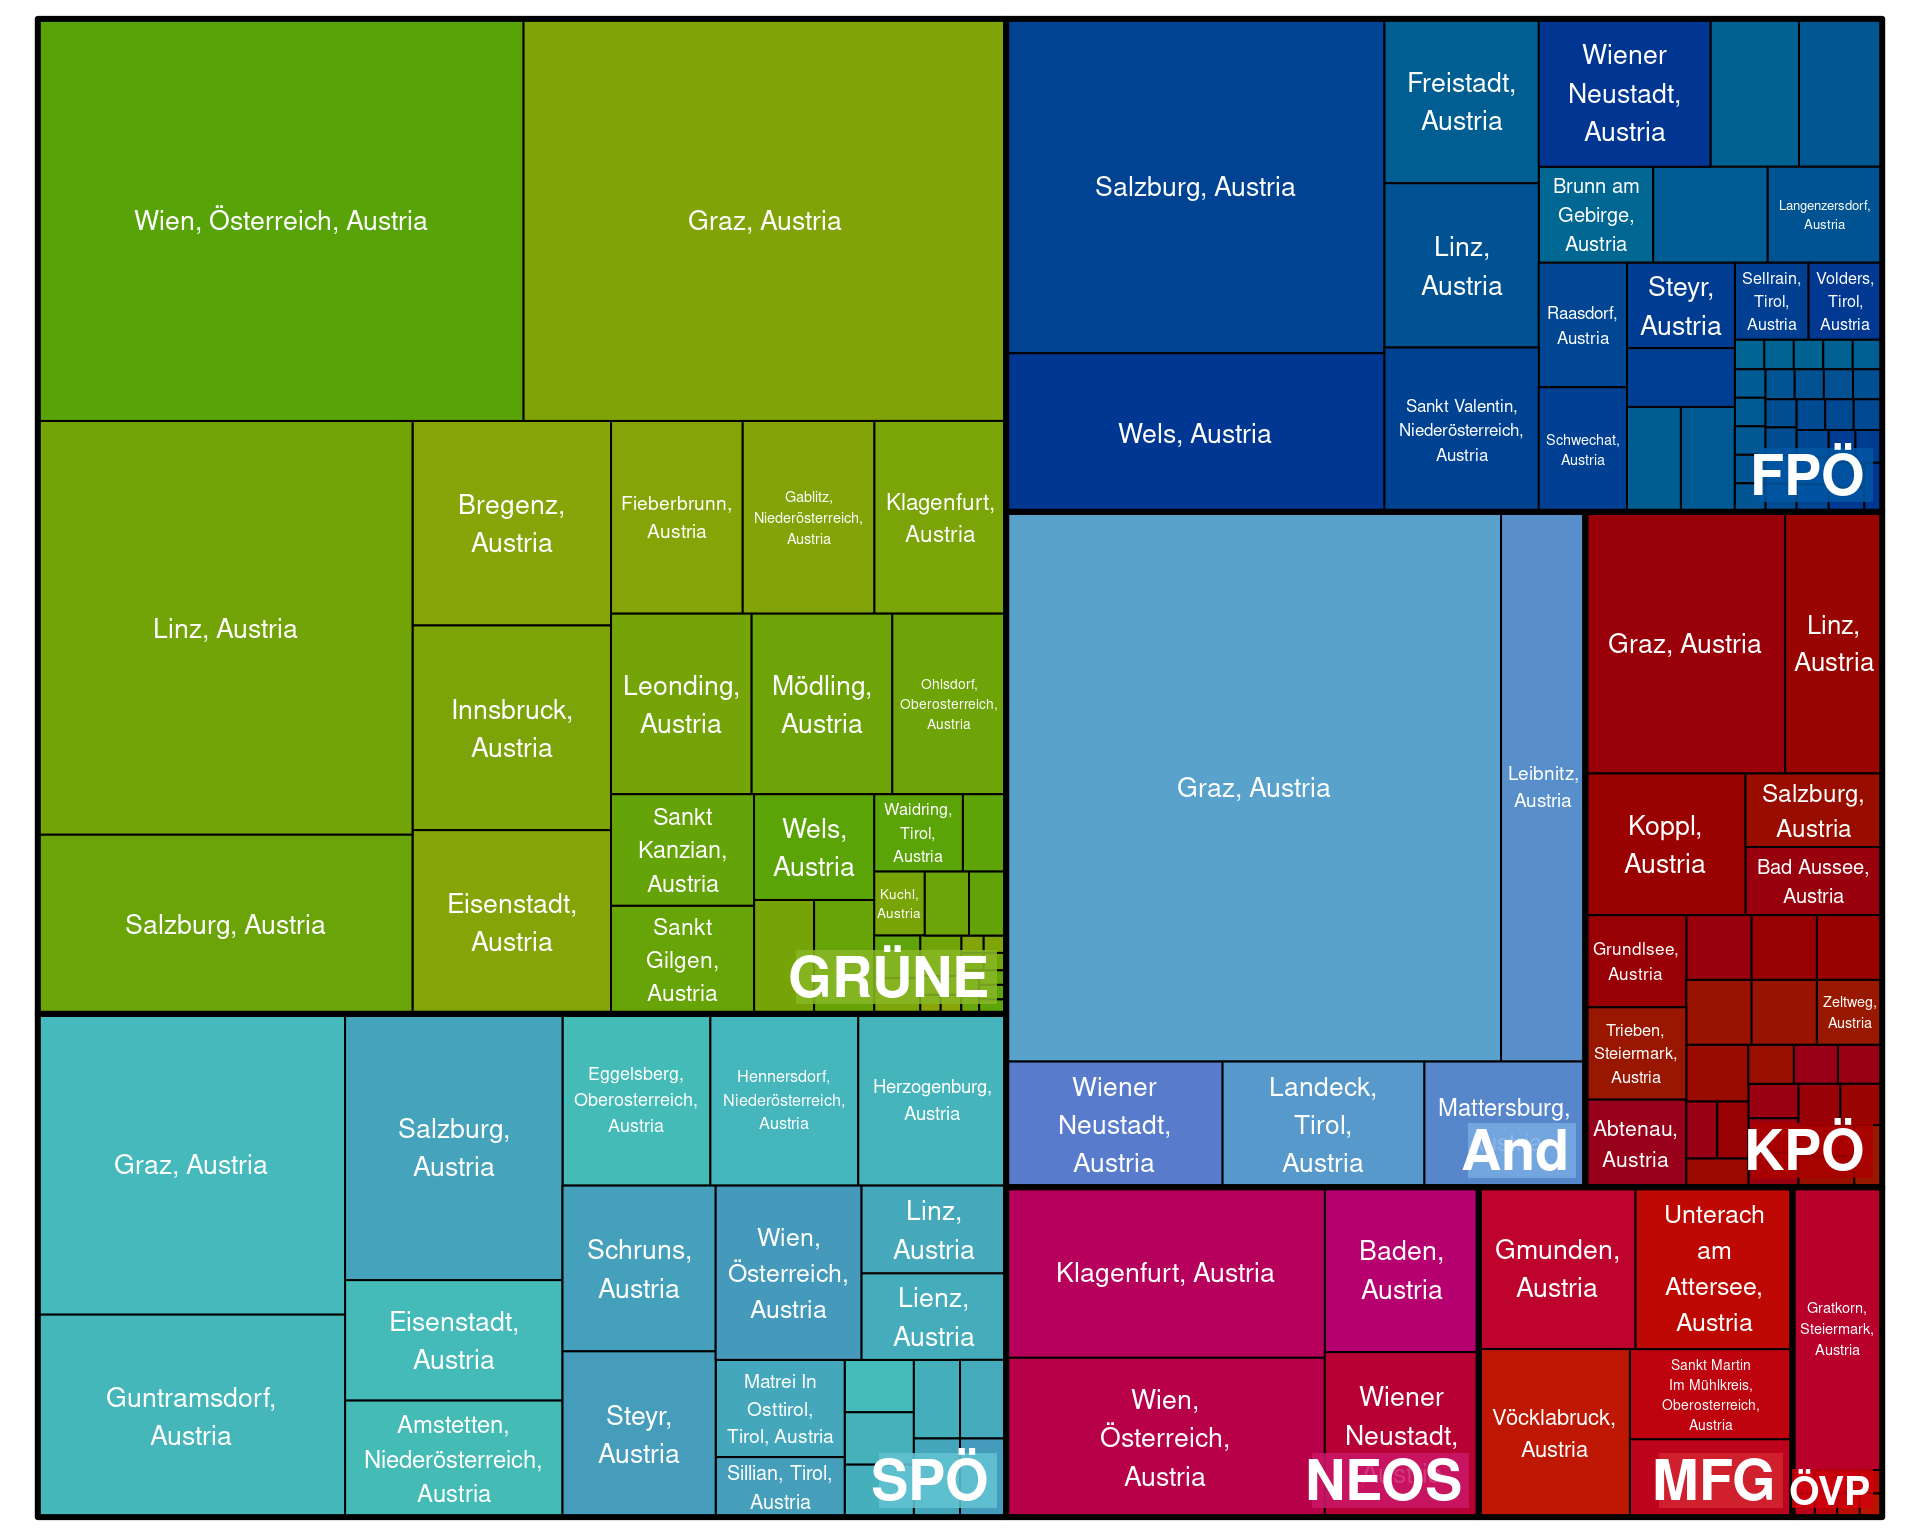 Wien, Österreich, Austria
Graz, Austria
Linz, Austria
Salzburg, Austria
Bregenz,
Austria
Innsbruck,
Austria
Eisenstadt,
Austria
Fieberbrunn,
Austria
Gablitz,
Niederösterreich,
Austria
Klagenfurt,
Austria
Leonding,
Austria
Mödling,
Austria
Ohlsdorf,
Oberosterreich,
Austria
Sankt
Kanzian,
Austria
Sankt
Gilgen,
Austria
Wels,
Austria
Waidring,
Tirol,
Austria
Kuchl,
Austria
GRÜNE
Graz, Austria
Guntramsdorf,
Austria
Salzburg,
Austria
Eisenstadt,
Austria
Amstetten,
Niederösterreich,
Austria
Eggelsberg,
Oberosterreich,
Austria
Hennersdorf,
Niederösterreich,
Austria
Herzogenburg,
Austria
Schruns,
Austria
Steyr,
Austria
Wien,
Österreich,
Austria
Linz,
Austria
Lienz,
Austria
Matrei In
Osttirol,
Tirol, Austria
Sillian, Tirol,
Austria
SPÖ
Salzburg, Austria
Wels, Austria
Freistadt,
Austria
Linz,
Austria
Sankt Valentin,
Niederösterreich,
Austria
Wiener
Neustadt,
Austria
Brunn am
Gebirge,
Austria
Langenzersdorf,
Austria
Raasdorf,
Austria
Schwechat,
Austria
Steyr,
Austria
Sellrain,
Tirol,
Austria
Volders,
Tirol,
Austria
FPÖ
Graz, Austria
Leibnitz,
Austria
Wiener
Neustadt,
Austria
Landeck,
Tirol,
Austria
Mattersburg,
Austria
And
Graz, Austria
Linz,
Austria
Koppl,
Austria
Salzburg,
Austria
Bad Aussee,
Austria
Grundlsee,
Austria
Trieben,
Steiermark,
Austria
Abtenau,
Austria
Zeltweg,
Austria
KPÖ
Klagenfurt, Austria
Wien,
Österreich,
Austria
Baden,
Austria
Wiener
Neustadt,
Austria
NEOS
Gmunden,
Austria
Unterach
am
Attersee,
Austria
Vöcklabruck,
Austria
Sankt Martin
Im Mühlkreis,
Oberosterreich,
Austria
MFG
Gratkorn,
Steiermark,
Austria
ÖVP